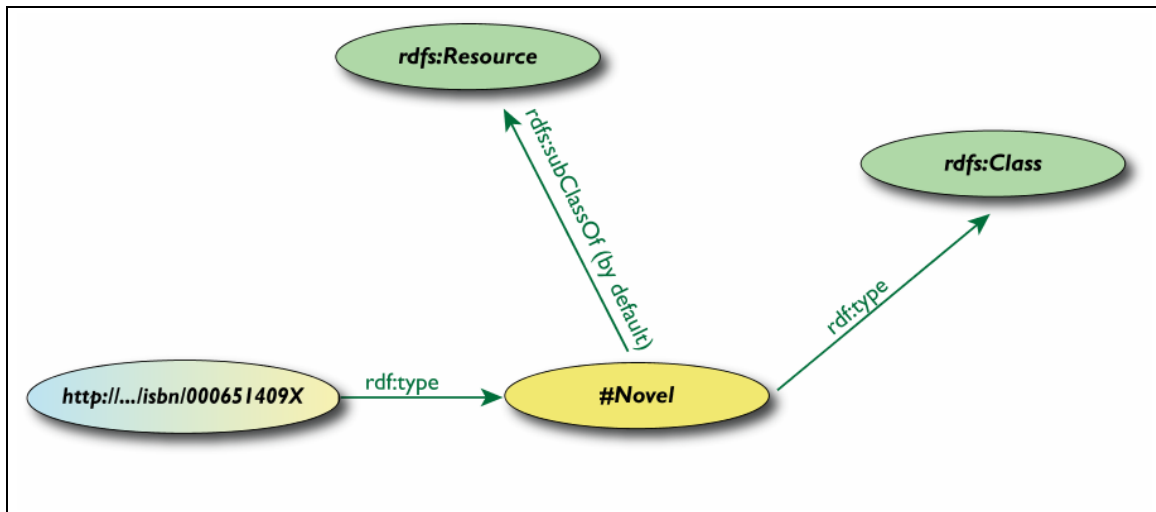 rdfs:Resource
rdfs:Class
rdfs:subClassOf (by default)
rdf:type
http://.../isbn/000651409X
rdf:type
#Novel